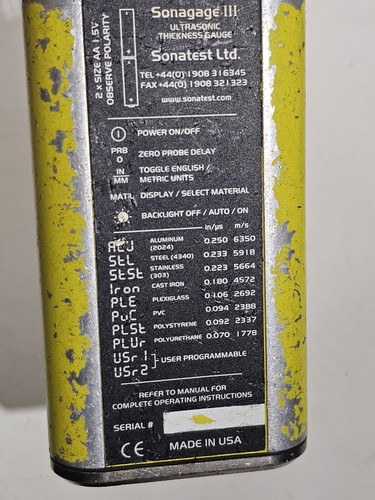 2 x SIZE AA 1.5V
OBSERVE POLARITY
Sonagage III
ULTRASONIC
THICKNESS GAUGE
Sonatest Ltd.
TEL +44(0)1908 316345
FAX +44(0)1908 321323
www.sonatest.com
POWER ON/OFF
PRB
0 ZERO PROBE DELAY
IN
MM TOGGLE ENGLISH /
METRIC UNITS
MATL DISPLAY / SELECT MATERIAL
BACKLIGHT OFF / AUTO / ON
in/µs m/s
ALU ALUMINUM (2024) 0.250 6350
StL STEEL (4340) 0.233 5918
StSt STAINLESS (303) 0.223 5664
Iron CAST IRON 0.180 4572
PLE PLEXIGLASS 0.106 2692
PvC PVC 0.094 2388
PLSt POLYSTYRENE 0.092 2337
PLUr POLYURETHANE 0.070 1778
USr1
USr2 USER PROGRAMMABLE
REFER TO MANUAL FOR
COMPLETE OPERATING INSTRUCTIONS
SERIAL #
CE MADE IN USA